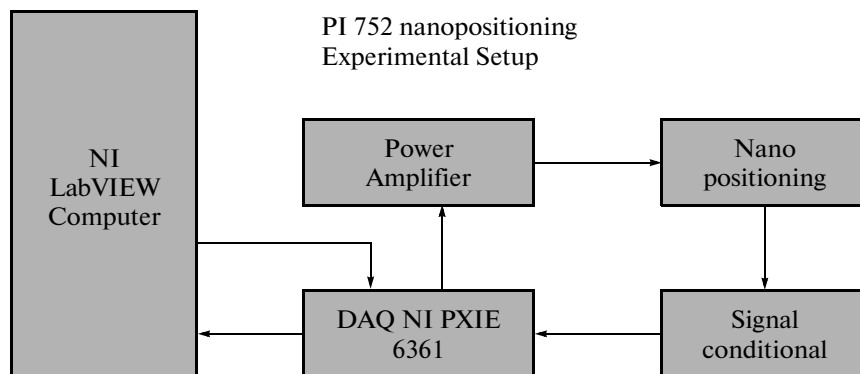 PI 752 nanopositioning
Experimental Setup
NI
LabVIEW
Computer
Power
Amplifier
Nano
positioning
DAQ NI PXIE
6361
Signal
conditional